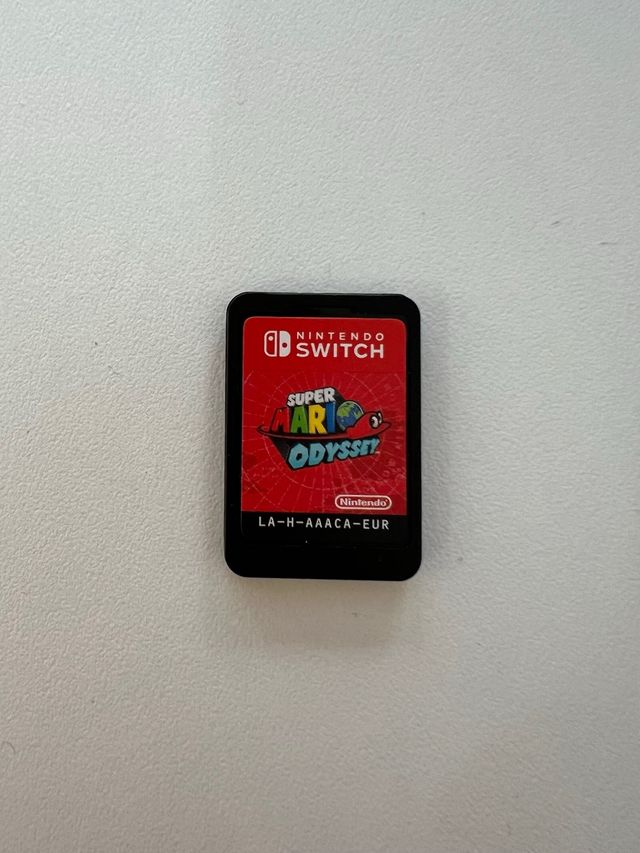 NINTENDO
SWITCH
SUPER
MARIO
ODYSSEY
Nintendo
LA-H-AAACA-EUR